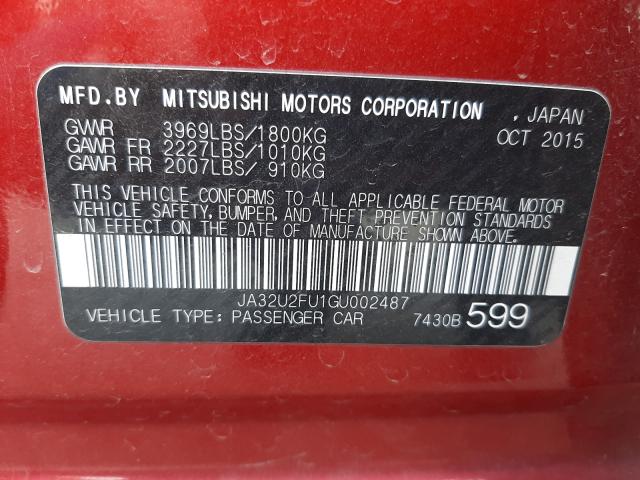 MFD.BY MITSUBISHI MOTORS CORPORATION , JAPAN
GVWR 3969LBS/1800KG OCT 2015
GAWR FR 2227LBS/1010KG
GAWR RR 2007LBS/ 910KG
THIS VEHICLE CONFORMS TO ALL APPLICABLE FEDERAL MOTOR
VEHICLE SAFETY, BUMPER, AND THEFT PREVENTION STANDARDS
IN EFFECT ON THE DATE OF MANUFACTURE SHOWN ABOVE.
JA32U2FU1GU002487
VEHICLE TYPE: PASSENGER CAR 7430B 599